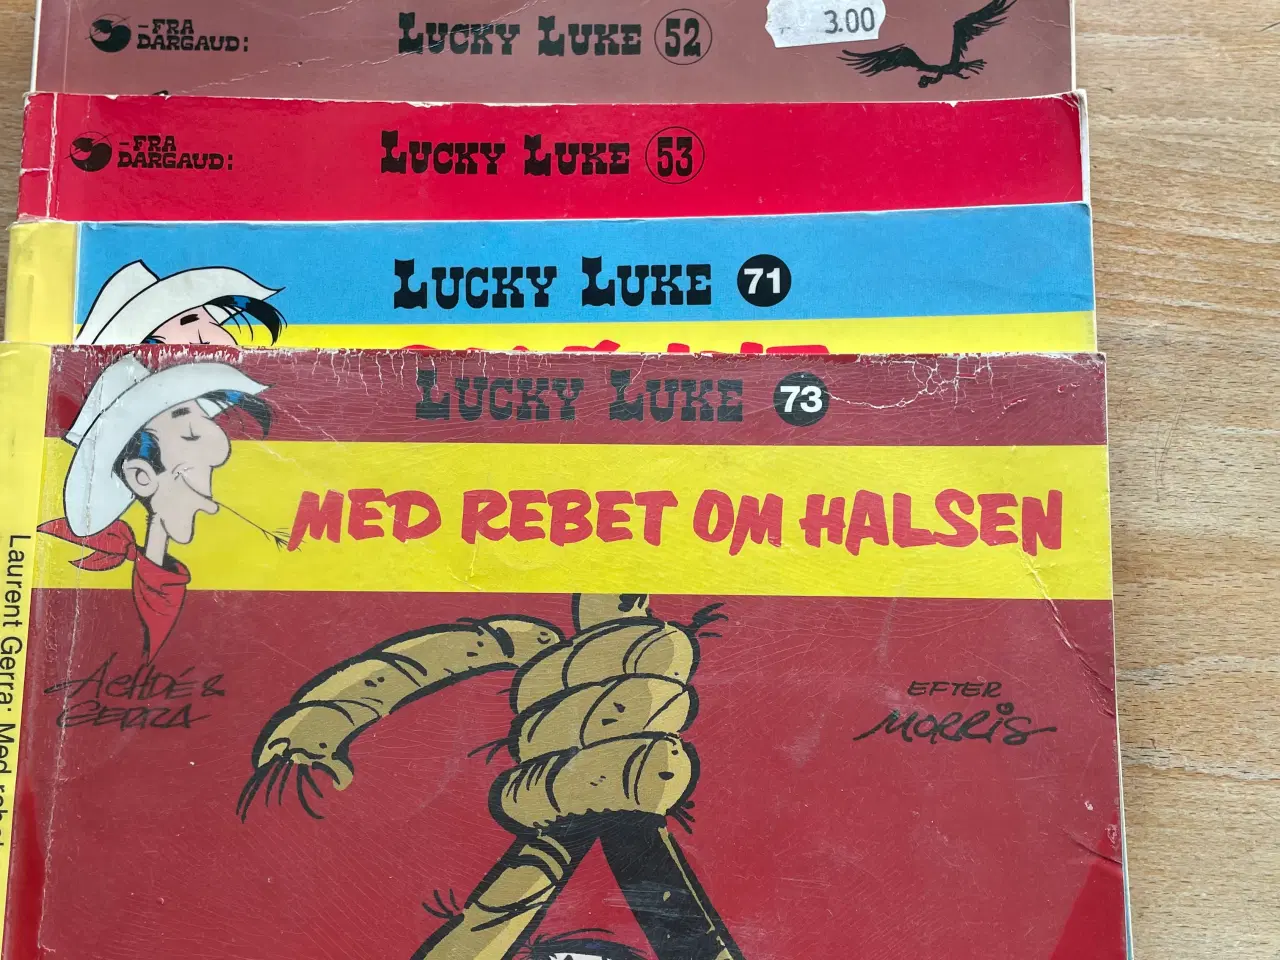 -FRA
DARGAUD:
LUCKY LUKE 52
3.00
-FRA
DARGAUD:
LUCKY LUKE 53
LUCKY LUKE 71
LUCKY LUKE 73
MED REBET OM HALSEN
ACHDÉ &
GERRA
EFTER
MORRIS
Laurent Gerra: Med